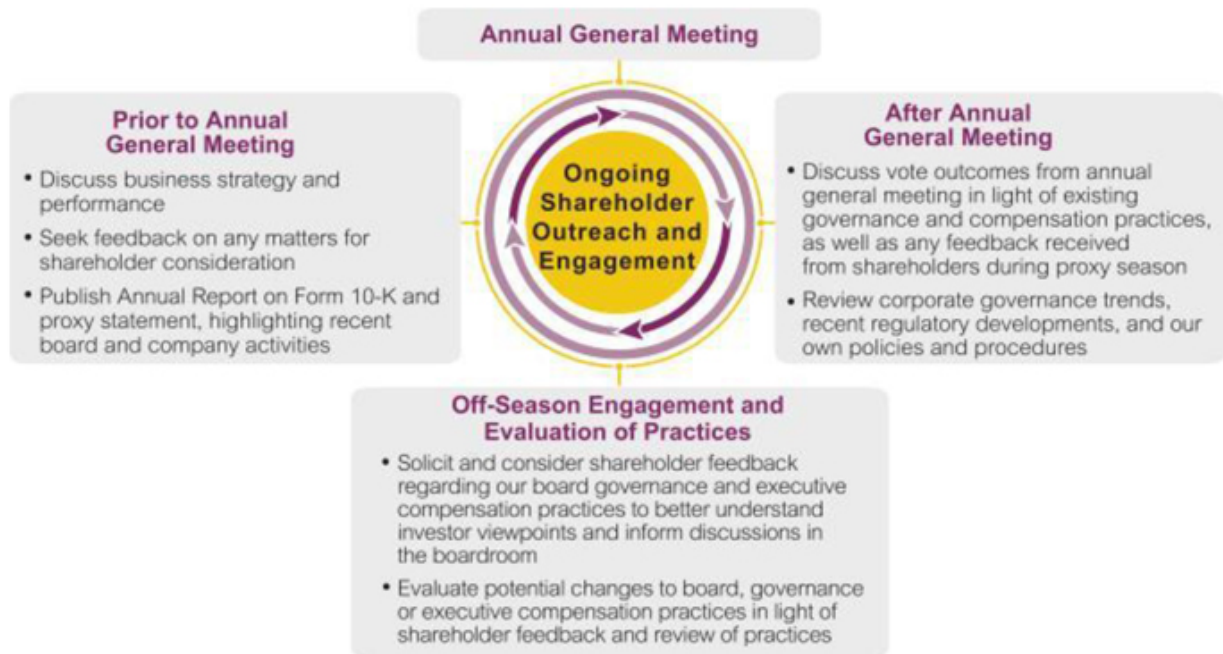 Annual General Meeting
Prior to Annual
General Meeting
• Discuss business strategy and
performance
• Seek feedback on any matters for
shareholder consideration
• Publish Annual Report on Form 10-K and
proxy statement, highlighting recent
board and company activities
Ongoing
Shareholder
Outreach and
Engagement
After Annual
General Meeting
• Discuss vote outcomes from annual
general meeting in light of existing
governance and compensation practices,
as well as any feedback received
from shareholders during proxy season
• Review corporate governance trends,
recent regulatory developments, and our
own policies and procedures
Off-Season Engagement and
Evaluation of Practices
• Solicit and consider shareholder feedback
regarding our board governance and executive
compensation practices to better understand
investor viewpoints and inform discussions in
the boardroom
• Evaluate potential changes to board, governance
or executive compensation practices in light of
shareholder feedback and review of practices